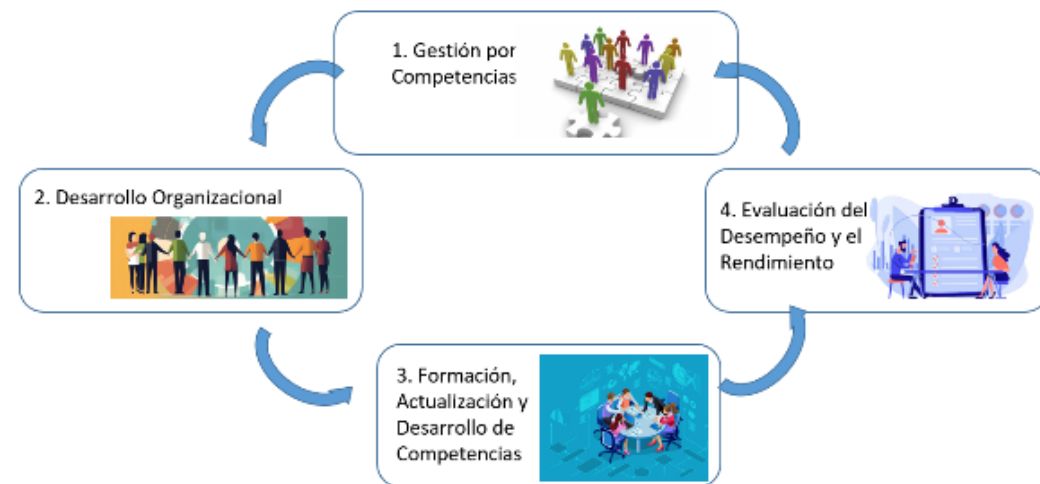 1. Gestión por
Competencias
2. Desarrollo Organizacional
3. Formación,
Actualización y
Desarrollo de
Competencias
4. Evaluación del
Desempeño y el
Rendimiento